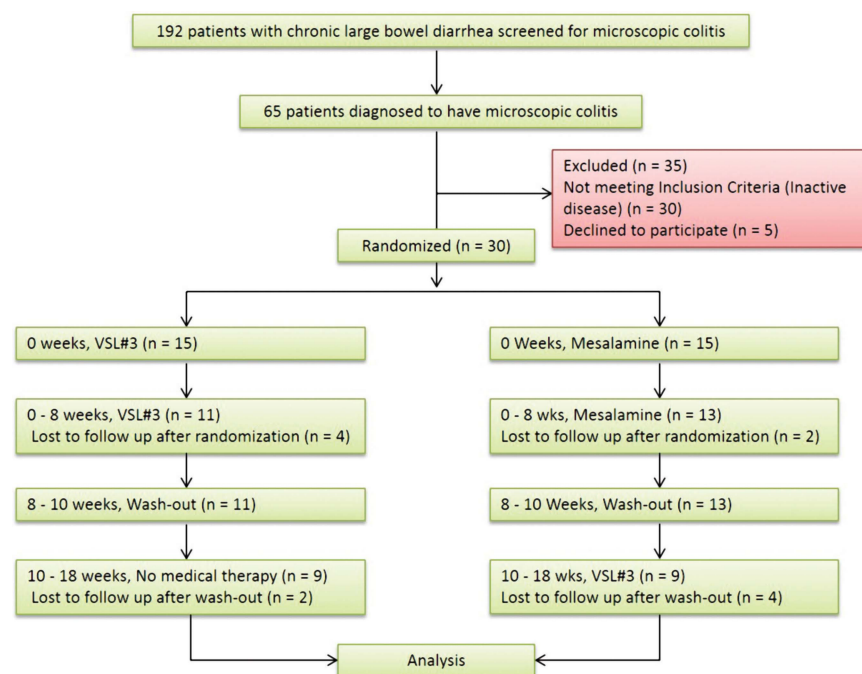 192 patients with chronic large bowel diarrhea screened for microscopic colitis
65 patients diagnosed to have microscopic colitis
Excluded (n = 35)
Not meeting Inclusion Criteria (Inactive
disease) (n = 30)
Declined to participate (n = 5)
Randomized (n = 30)
0 weeks, VSL#3 (n = 15)
0 Weeks, Mesalamine (n = 15)
0 - 8 weeks, VSL#3 (n = 11)
Lost to follow up after randomization (n = 4)
0 - 8 wks, Mesalamine (n = 13)
Lost to follow up after randomization (n = 2)
8 - 10 weeks, Wash-out (n = 11)
8 - 10 Weeks, Wash-out (n = 13)
10 - 18 weeks, No medical therapy (n = 9)
Lost to follow up after wash-out (n = 2)
10 - 18 wks, VSL#3 (n = 9)
Lost to follow up after wash-out (n = 4)
Analysis